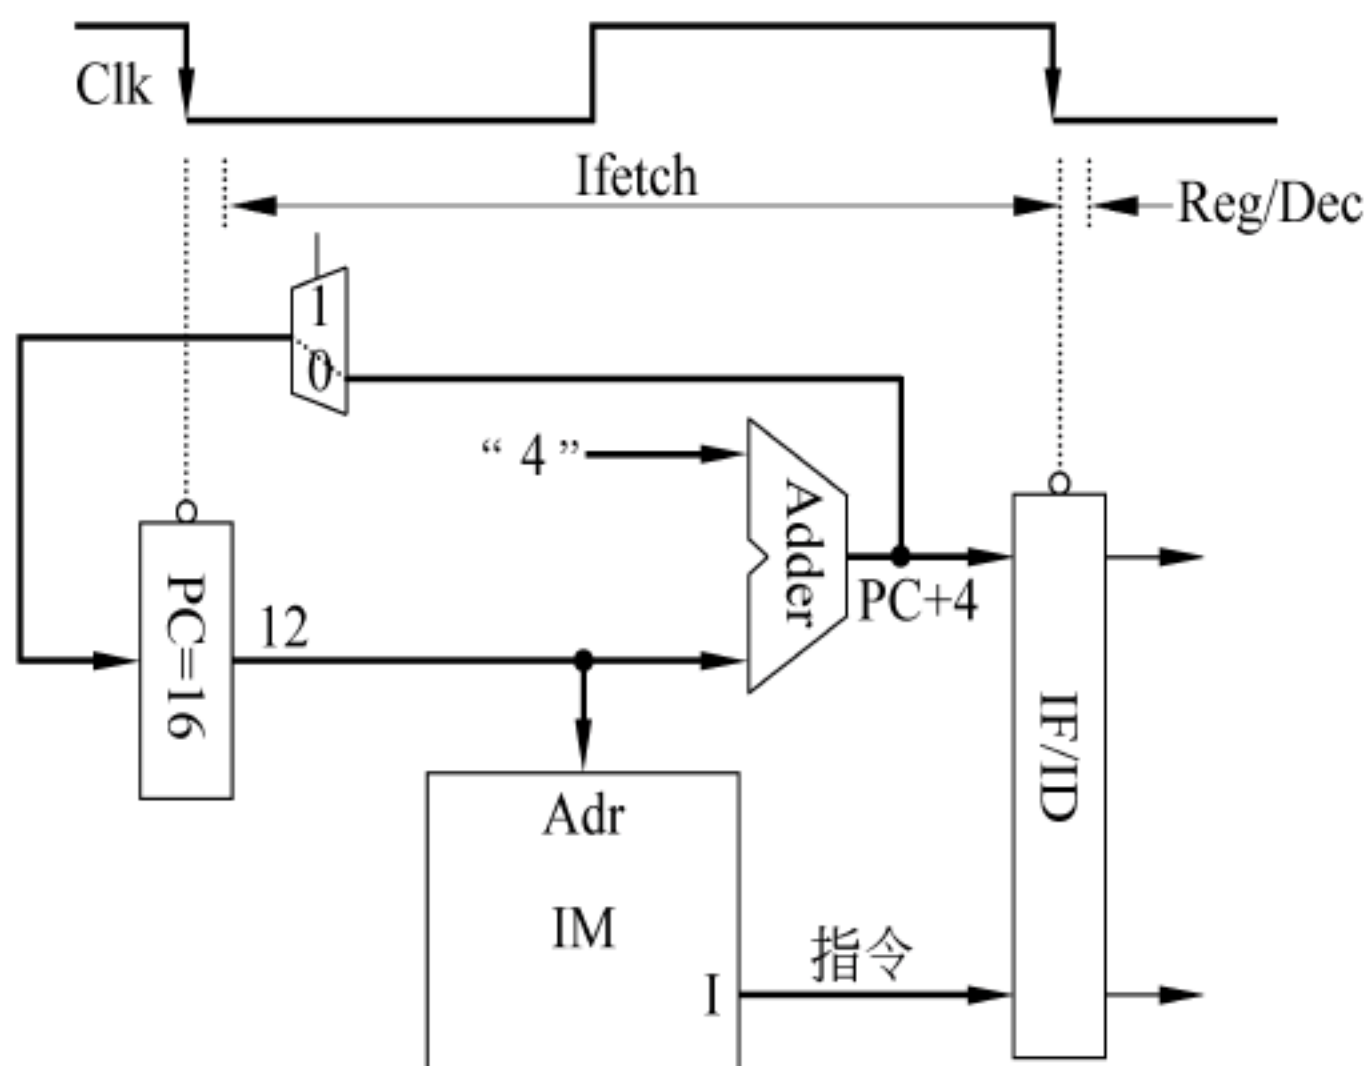 Clk
Ifetch
Reg/Dec
1
0
“ 4 ”
Adder
PC+4
PC=16
12
IF/ID
Adr
IM
指令
I